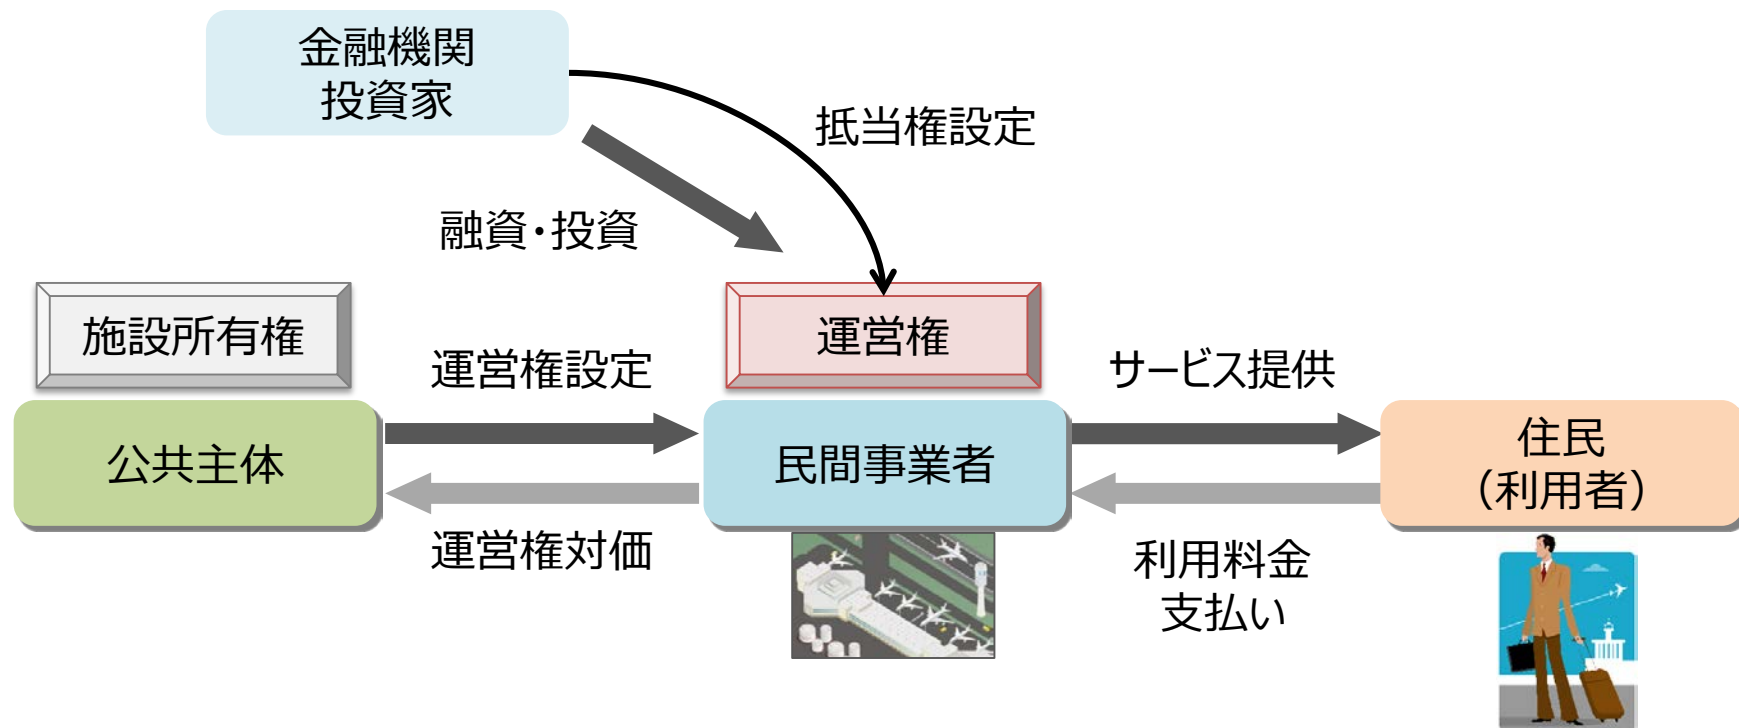 金融機関
投資家
抵当権設定
融資・投資
施設所有権
運営権
運営権設定
サービス提供
公共主体
民間事業者
住民
（利用者）
運営権対価
利用料金
支払い